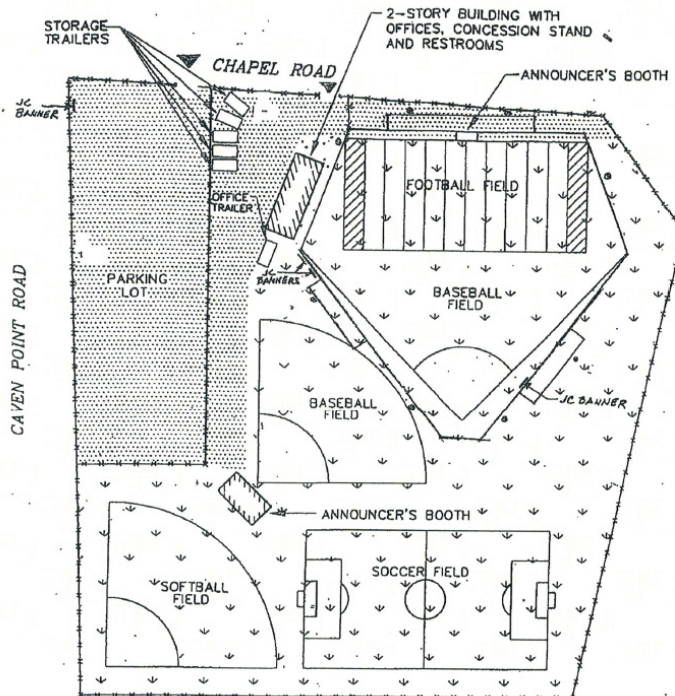 STORAGE
TRAILERS
2-STORY BUILDING WITH
OFFICES, CONCESSION STAND
AND RESTROOMS
CHAPEL ROAD
ANNOUNCER'S BOOTH
JC
BANNER
FOOTBALL FIELD
OFFICE
TRAILER
JC
BANNERS
PARKING
LOT
BASEBALL
FIELD
CAVEN POINT ROAD
BASEBALL
FIELD
JC BANNER
ANNOUNCER'S BOOTH
SOCCER FIELD
SOFTBALL
FIELD